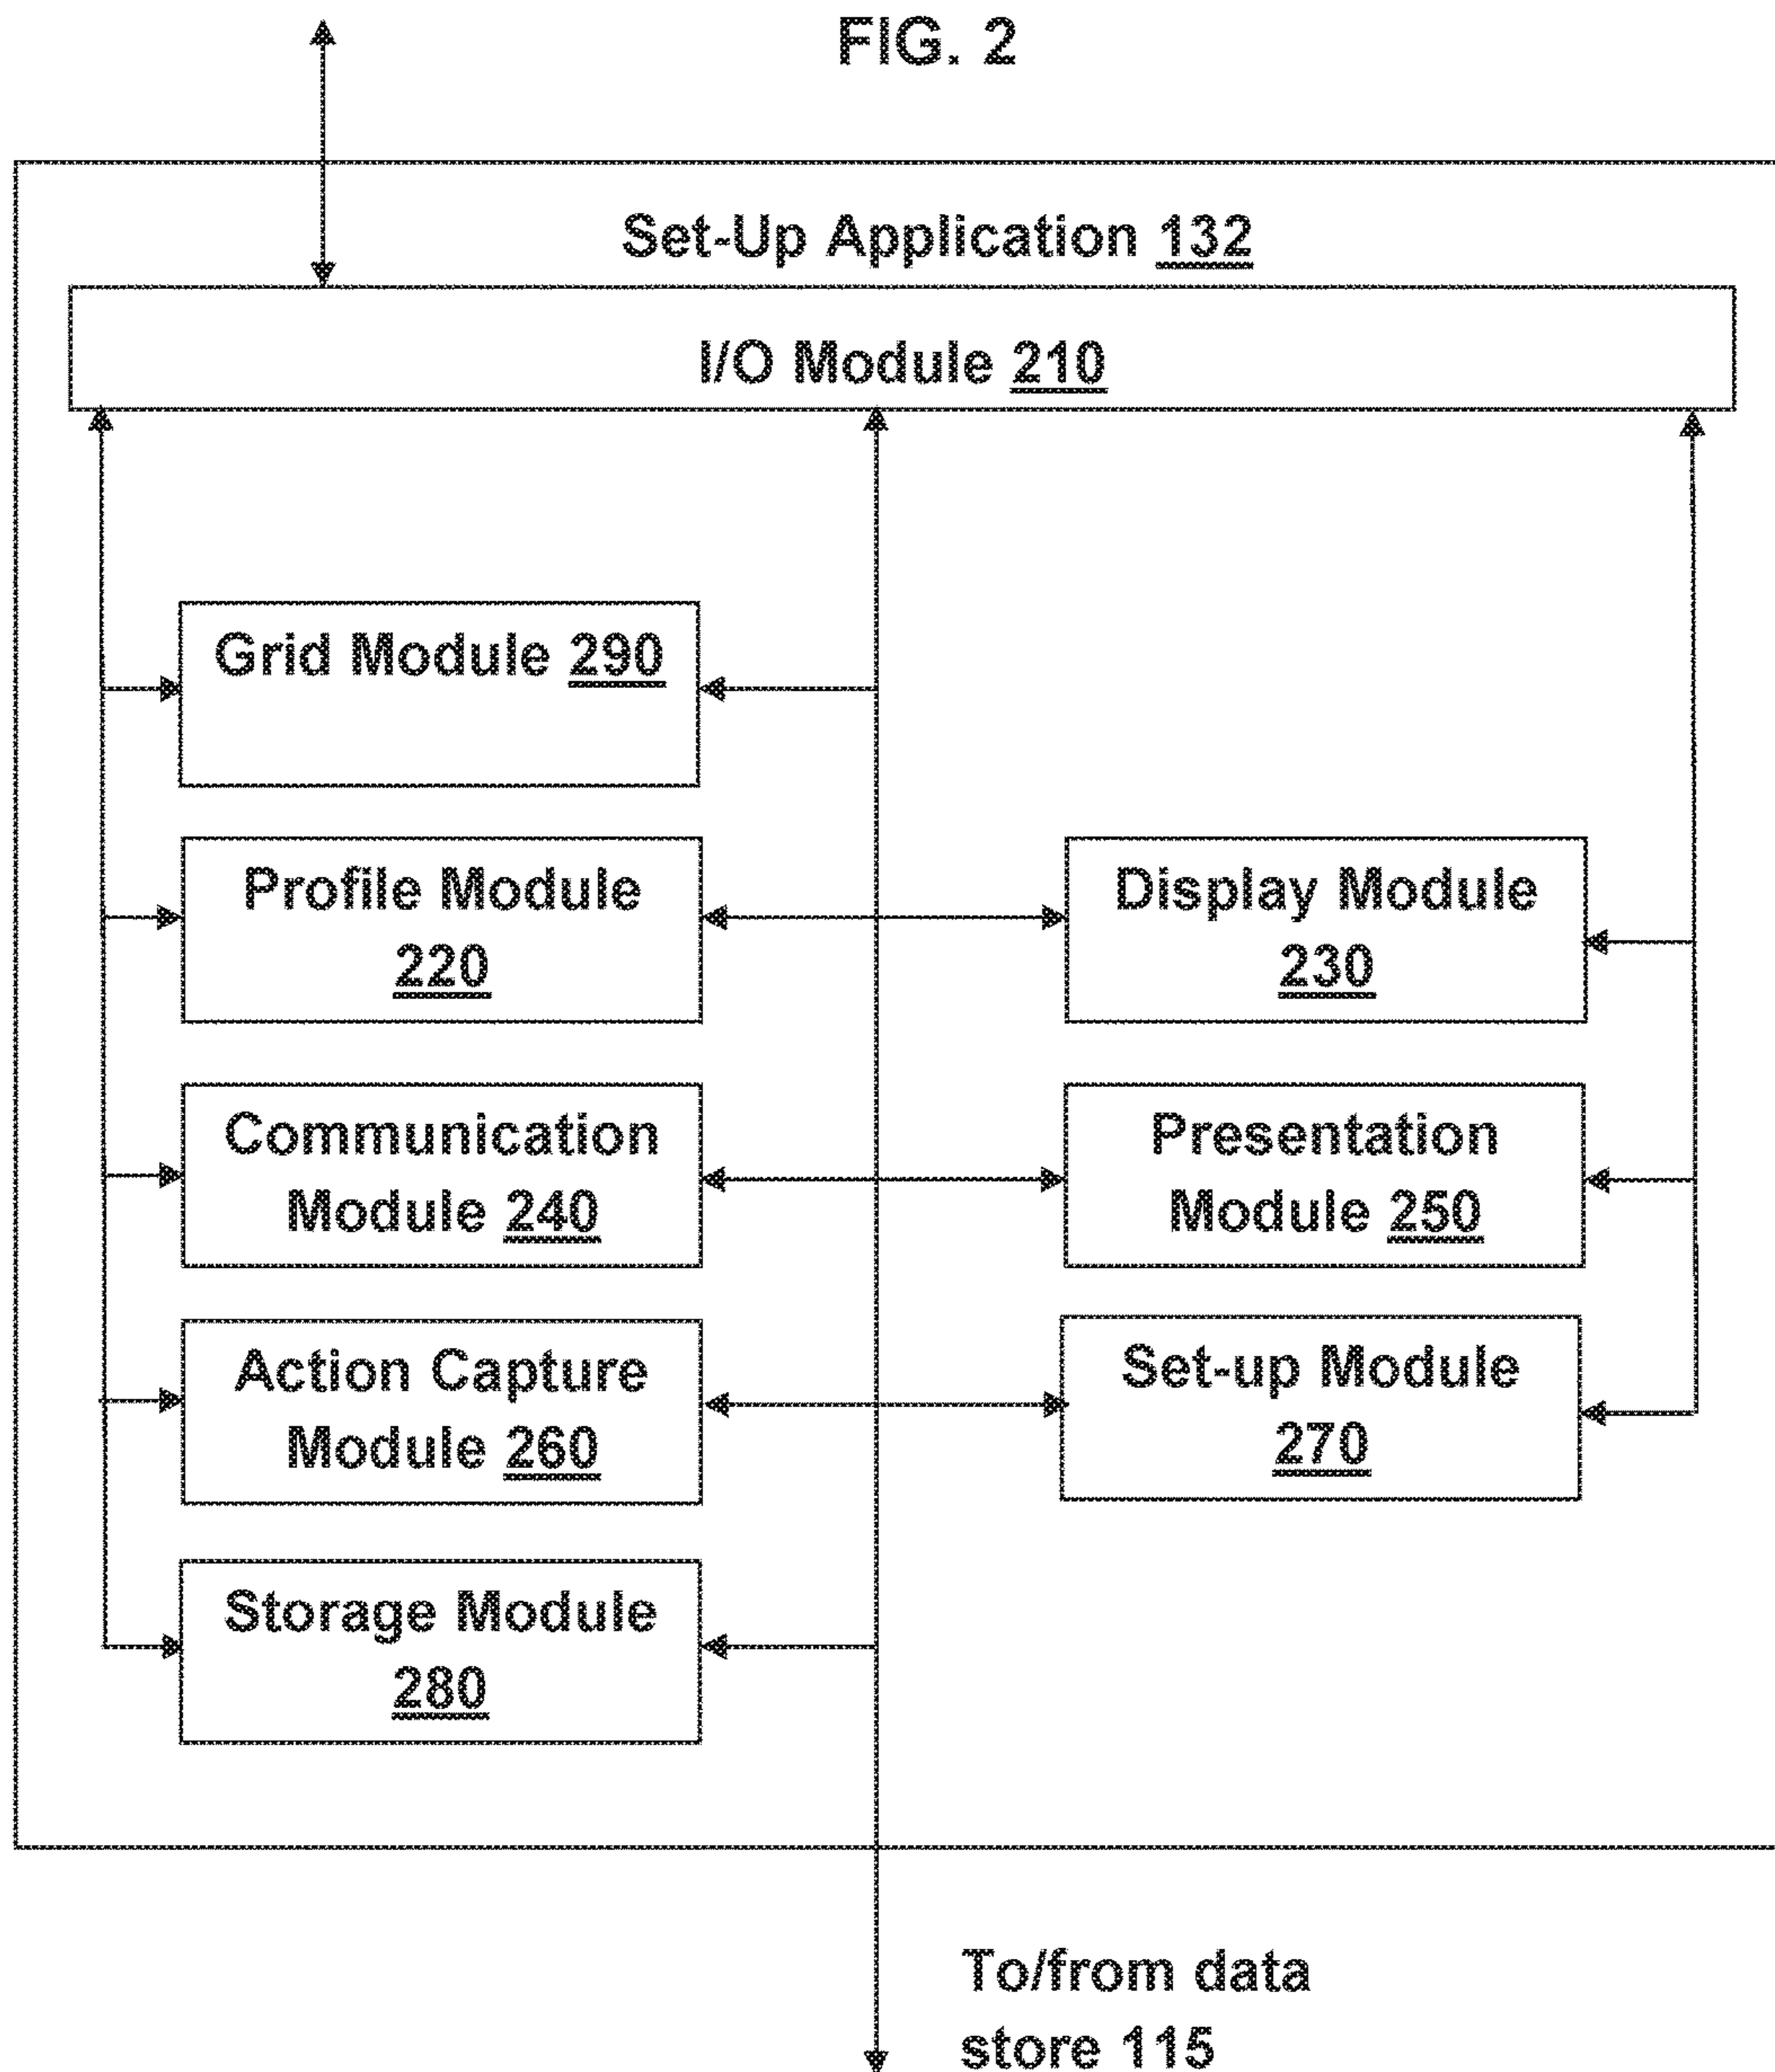 FIG. 2
Set-Up Application 132
I/O Module 210
Grid Module 290
Profile Module
220
Display Module
230
Communication
Module 240
Presentation
Module 250
Action Capture
Module 260
Set-up Module
270
Storage Module
280
To/from data
store 115